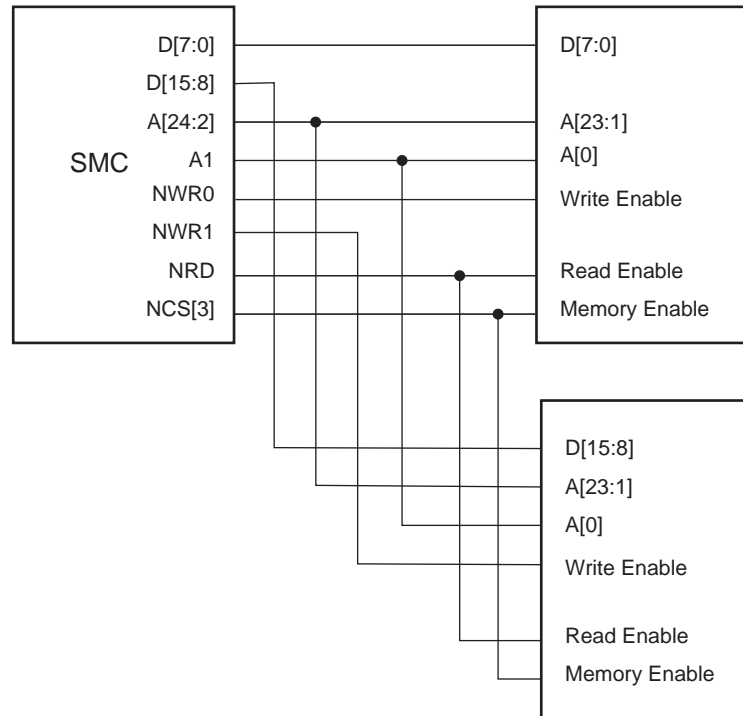 SMC
D[7:0]
D[15:8]
A[24:2]
A1
NWR0
NWR1
NRD
NCS[3]
D[7:0]
A[23:1]
A[0]
Write Enable
Read Enable
Memory Enable
D[15:8]
A[23:1]
A[0]
Write Enable
Read Enable
Memory Enable